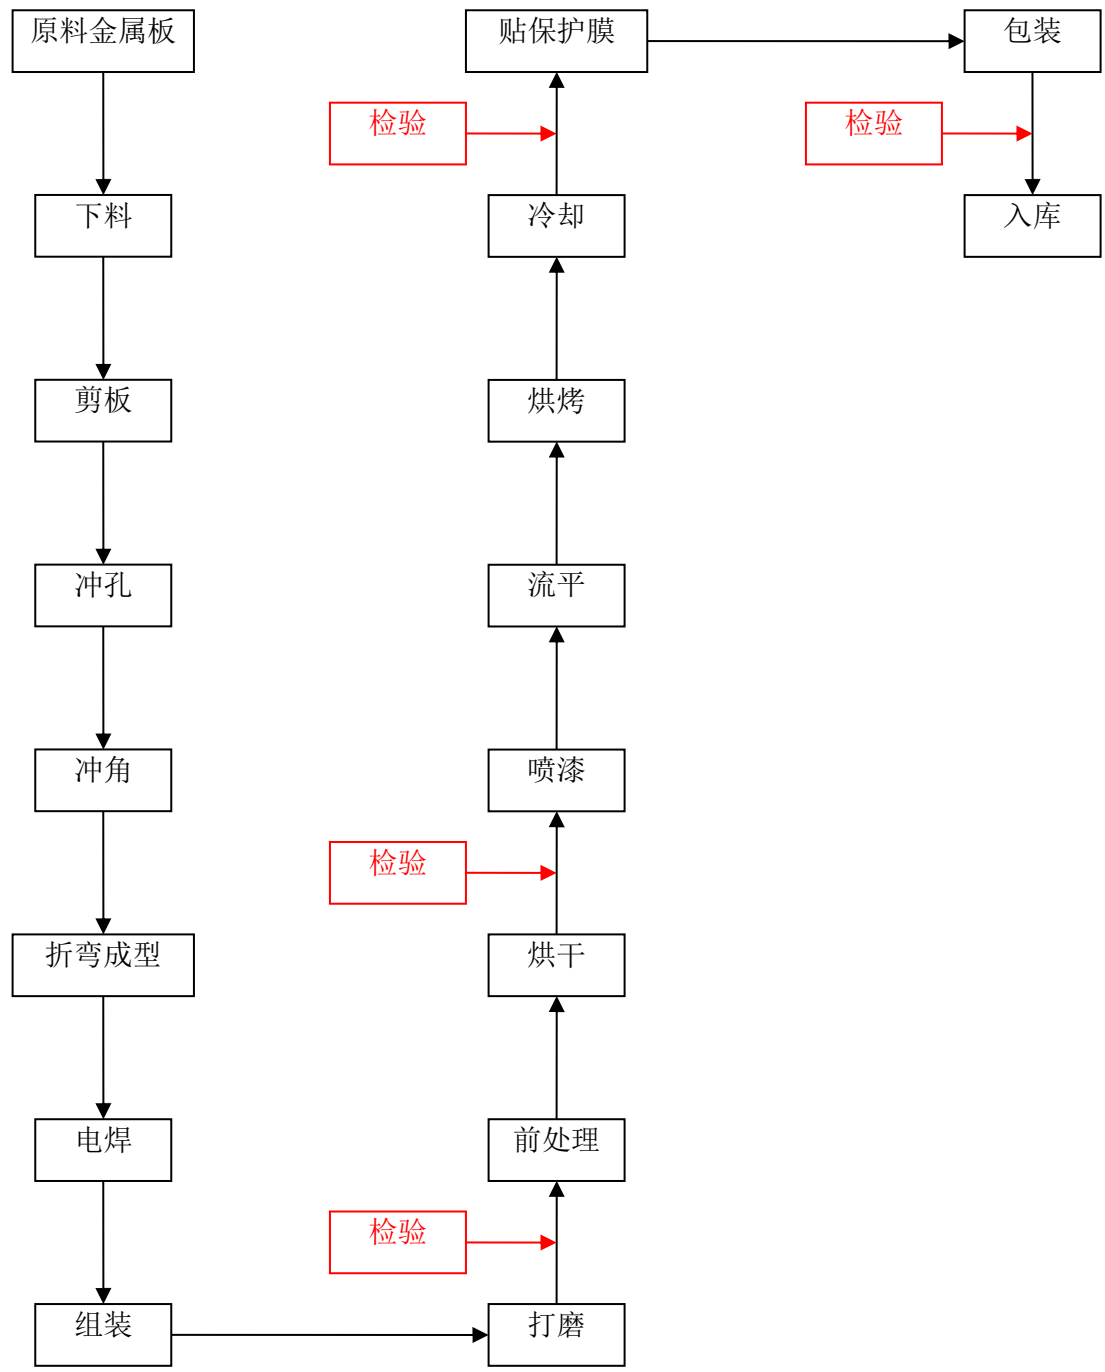 原料金属板
下料
剪板
冲孔
冲角
折弯成型
电焊
组装
打磨
检验
前处理
烘干
检验
喷漆
流平
烘烤
冷却
检验
贴保护膜
包装
检验
入库